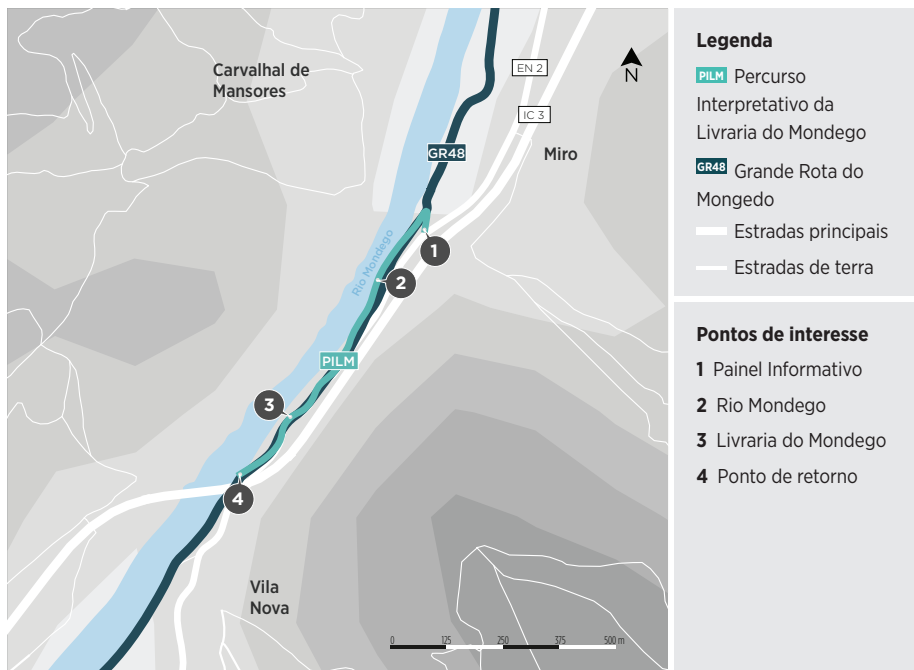 Carvalhal de
Mansores
EN 2
N
IC 3
GR48
Miro
Rio Mondego
1
2
PILM
3
4
Vila
Nova
0 125 250 375 500 m
Legenda
PILM Percurso
Interpretativo da
Livraria do Mondego
GR48 Grande Rota do
Mongedo
Estradas principais
Estradas de terra
Pontos de interesse
1 Painel Informativo
2 Rio Mondego
3 Livraria do Mondego
4 Ponto de retorno